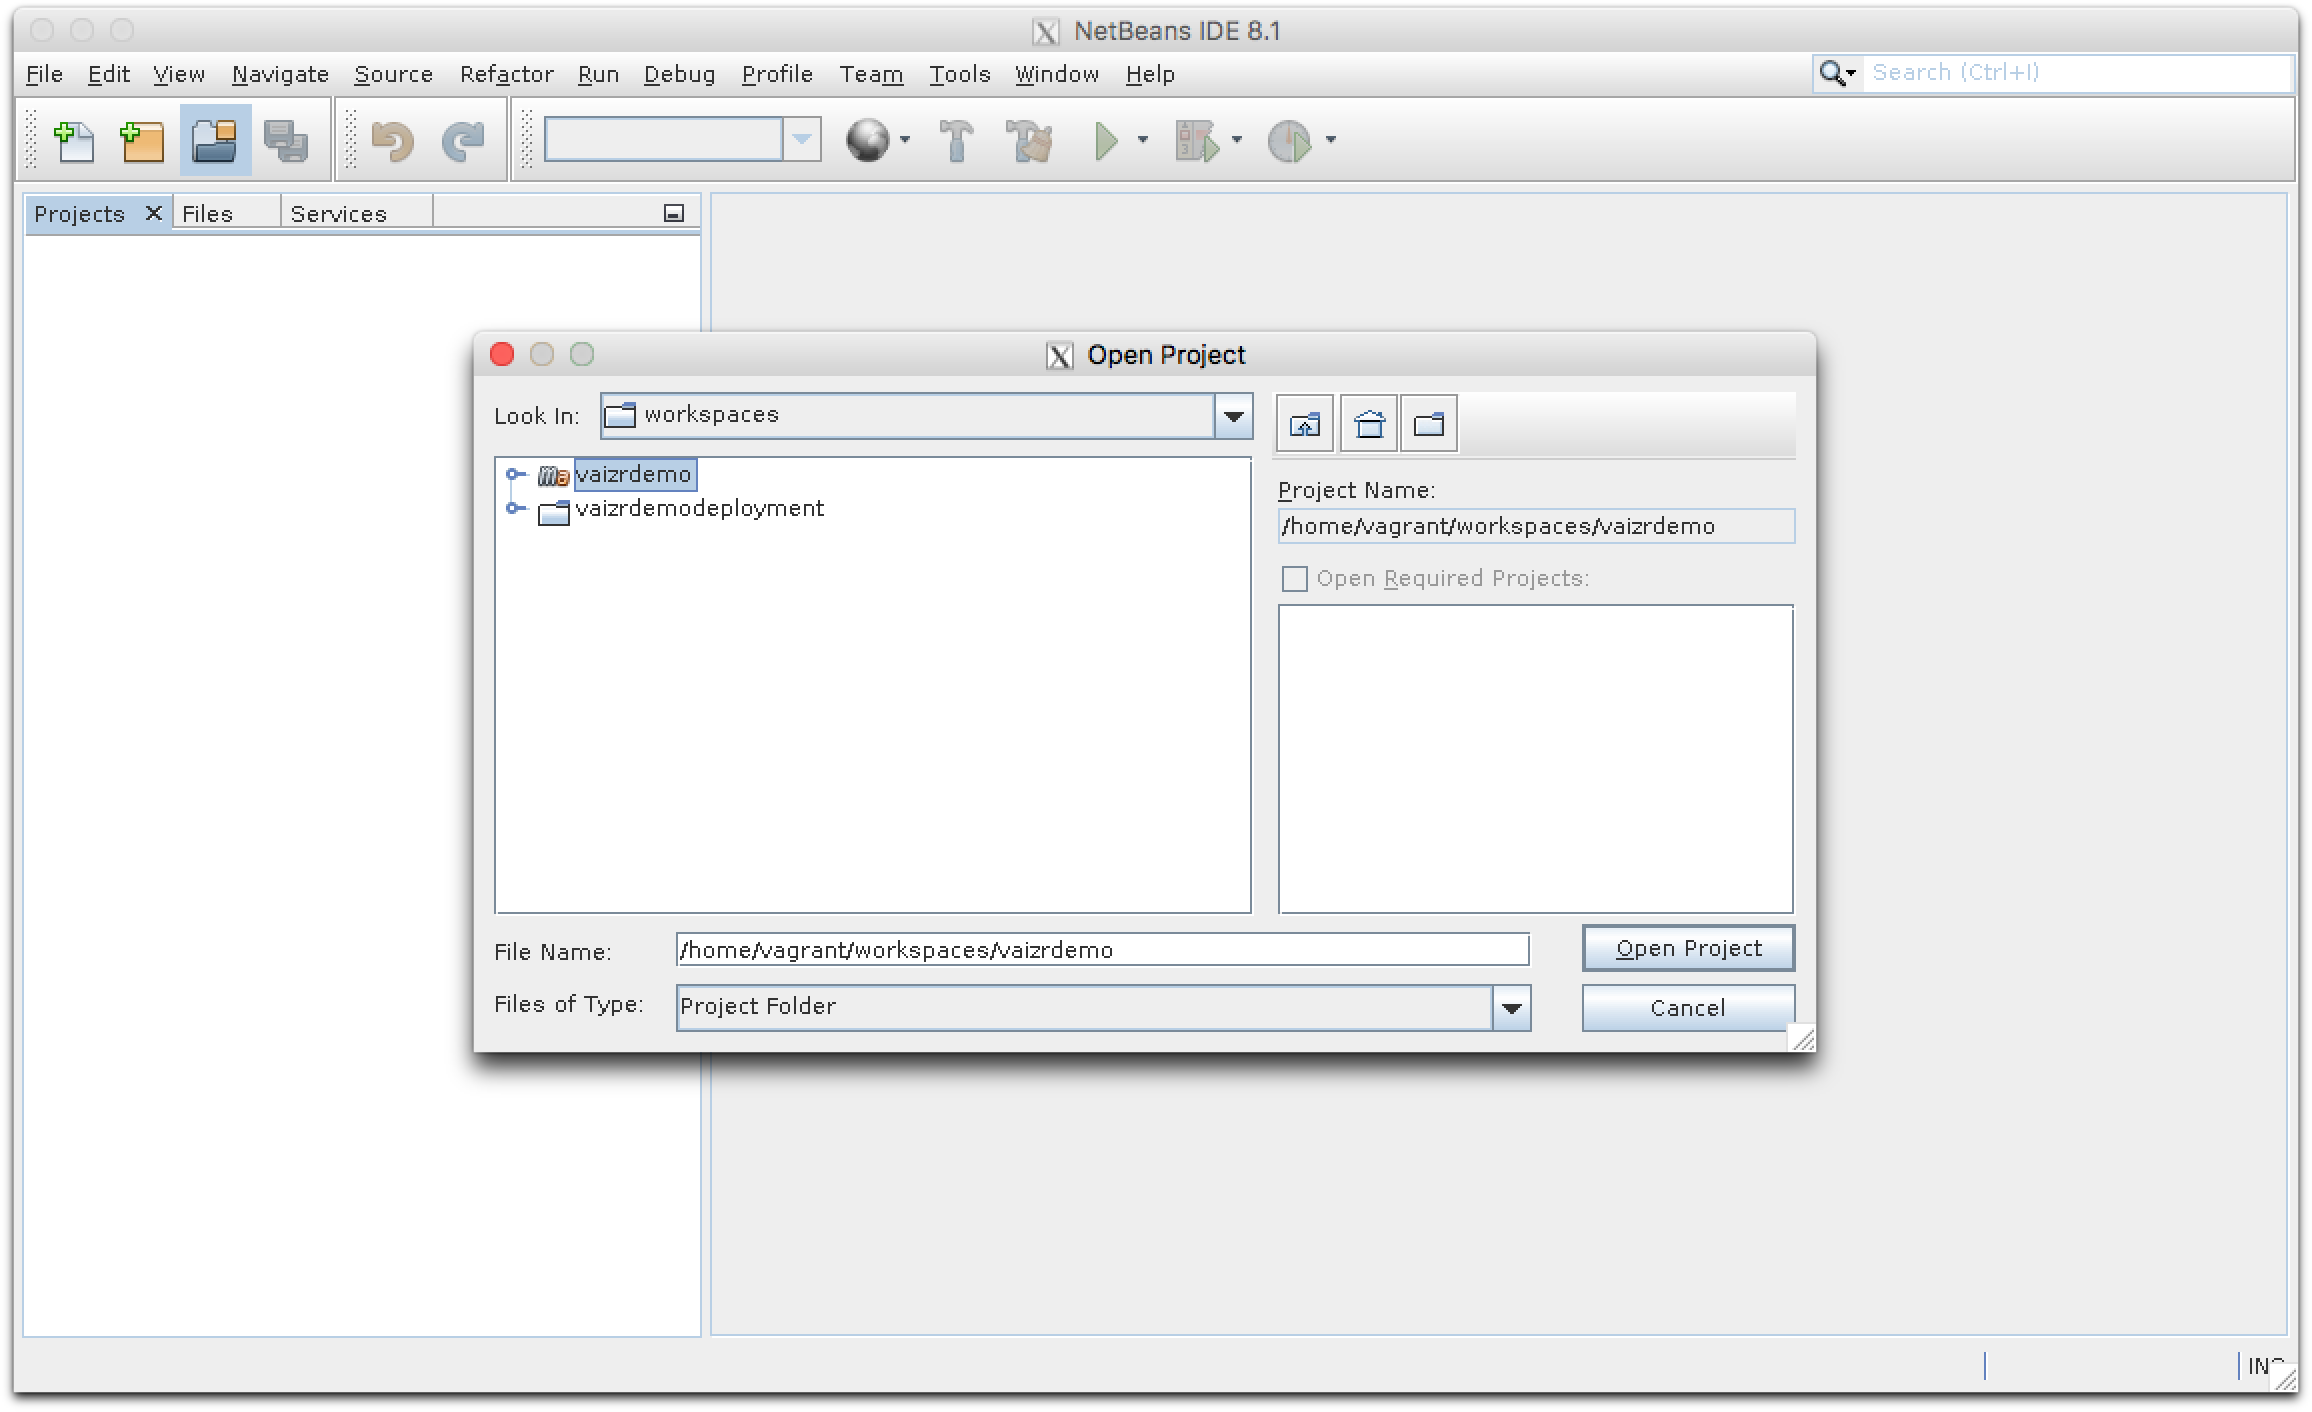 NetBeans IDE 8.1
File Edit View Navigate Source Refactor Run Debug Profile Team Tools Window Help
Search (Ctrl+I)
Projects Files Services
Open Project
Look In: workspaces
vaizrdemo
vaizrdemodeployment
Project Name:
/home/vagrant/workspaces/vaizrdemo
Open Required Projects:
File Name: /home/vagrant/workspaces/vaizrdemo
Open Project
Files of Type: Project Folder
Cancel